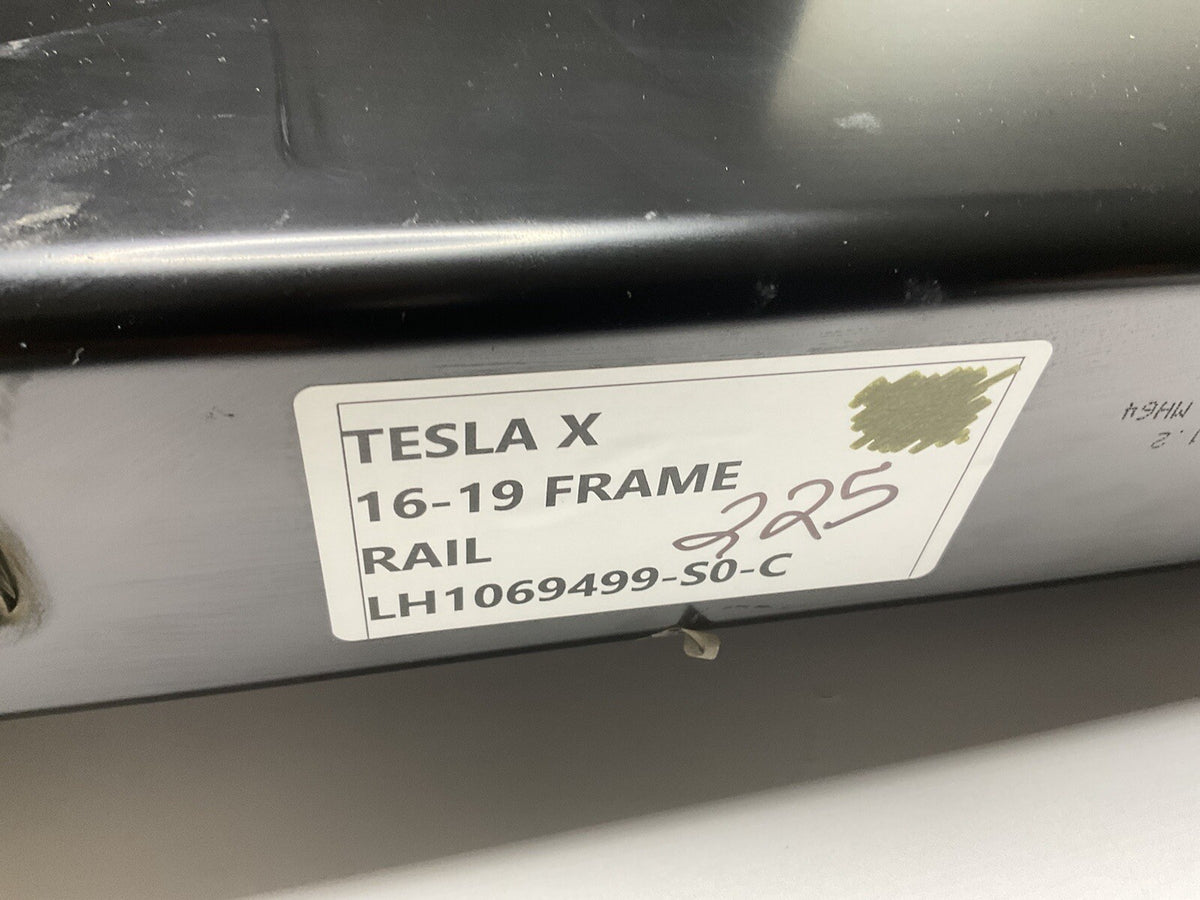 TESLA X
16-19 FRAME
RAIL
225
LH1069499-S0-C